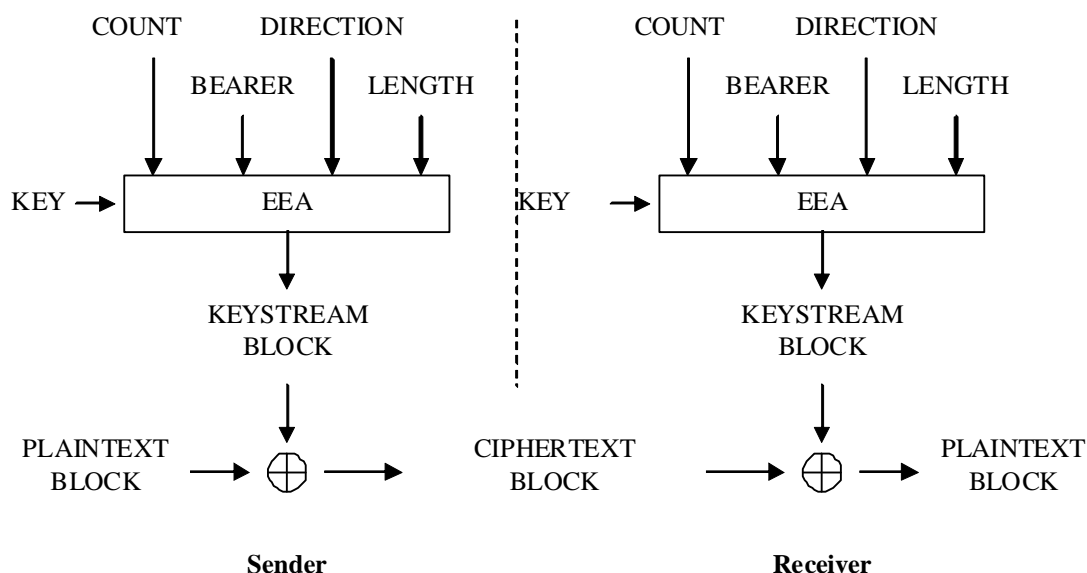 COUNT DIRECTION COUNT DIRECTION
BEARER LENGTH BEARER LENGTH
KEY EEA KEY EEA
KEYSTREAM KEYSTREAM
BLOCK BLOCK
PLAINTEXT CIPHERTEXT PLAINTEXT
BLOCK BLOCK BLOCK
Sender Receiver